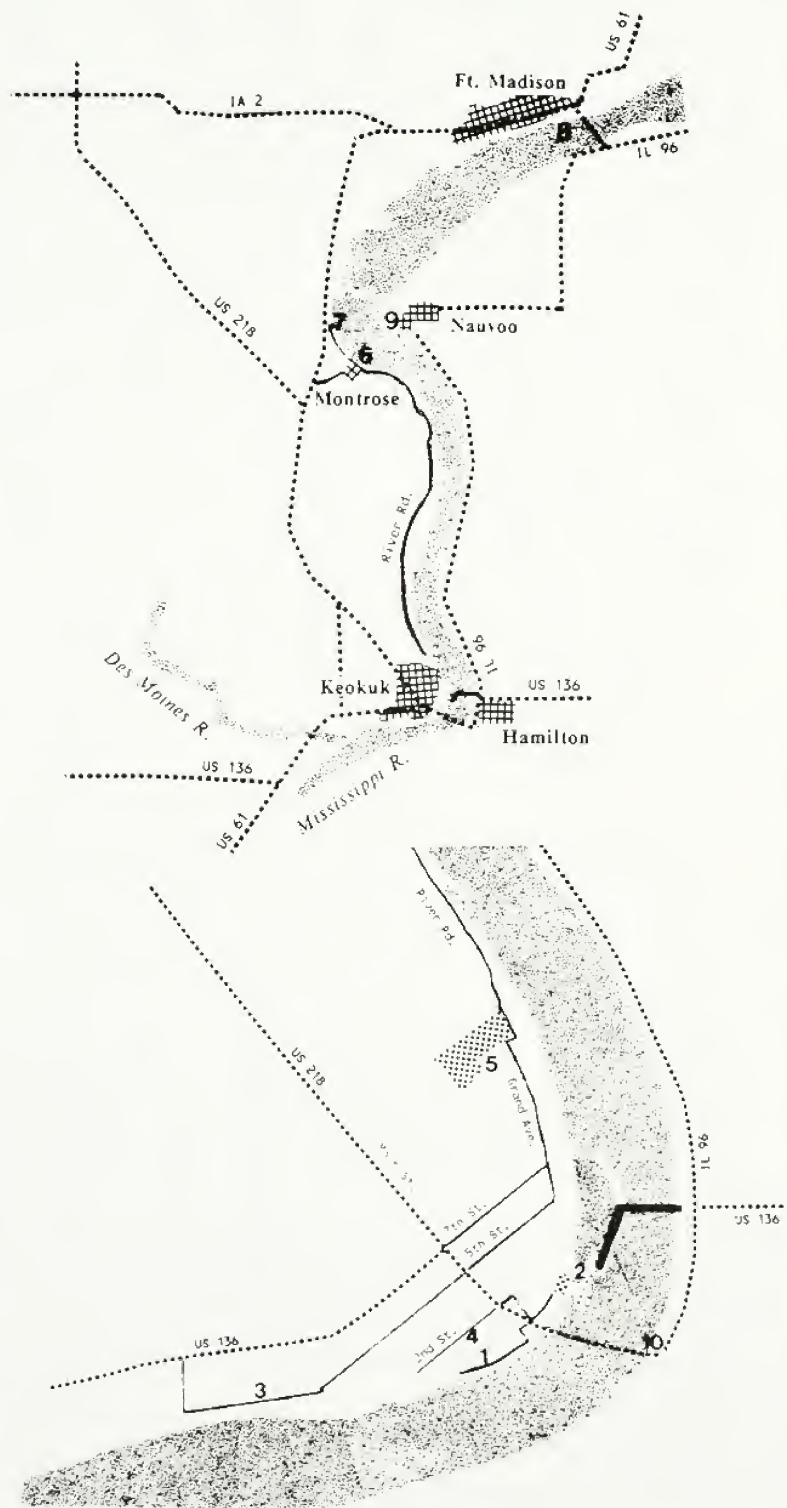 US 61
Ft. Madison
IA 2
8
IL 96
US 218
7
9
Nauvoo
6
Montrose
River Rd.
IL 96
Des Moines R.
Keokuk
US 136
Hamilton
US 136
Mississippi R.
US 61
River Rd.
US 218
5
Grand Ave.
IL 96
7th St.
5th St.
US 136
2
2nd St.
4
10
US 136
1
3